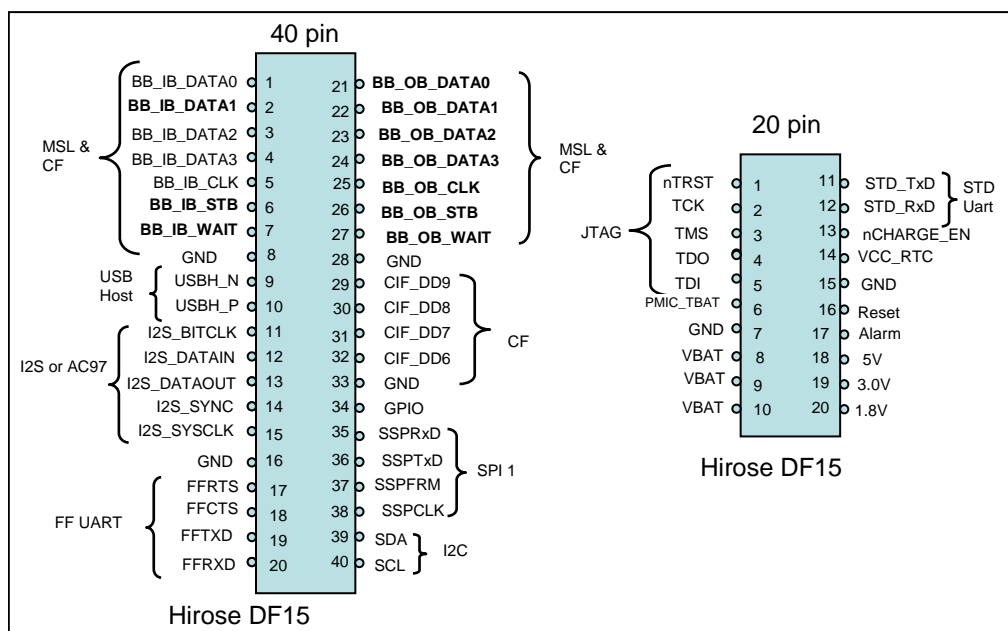 40 pin
MSL & CF
BB_IB_DATA0 1
BB_IB_DATA1 2
BB_IB_DATA2 3
BB_IB_DATA3 4
BB_IB_CLK 5
BB_IB_STB 6
BB_IB_WAIT 7
GND 8
USB Host
USBH_N 9
USBH_P 10
I2S or AC97
I2S_BITCLK 11
I2S_DATAIN 12
I2S_DATAOUT 13
I2S_SYNC 14
I2S_SYSCLK 15
GND 16
FF UART
FFRTS 17
FFCTS 18
FFTXD 19
FFRXD 20
21 BB_OB_DATA0
22 BB_OB_DATA1
23 BB_OB_DATA2
24 BB_OB_DATA3
25 BB_OB_CLK
26 BB_OB_STB
27 BB_OB_WAIT
MSL & CF
28 GND
29 CIF_DD9
30 CIF_DD8
31 CIF_DD7
32 CIF_DD6
33 GND
CF
34 GPIO
35 SSPRxD
36 SSPTxD
37 SSPFRM
38 SSPCLK
SPI 1
39 SDA
40 SCL
I2C
Hirose DF15
20 pin
JTAG
nTRST 1
TCK 2
TMS 3
TDO 4
TDI 5
PMIC_TBAT 6
GND 7
VBAT 8
VBAT 9
VBAT 10
11 STD_TxD
12 STD_RxD
STD Uart
13 nCHARGE_EN
14 VCC_RTC
15 GND
16 Reset
17 Alarm
18 5V
19 3.0V
20 1.8V
Hirose DF15